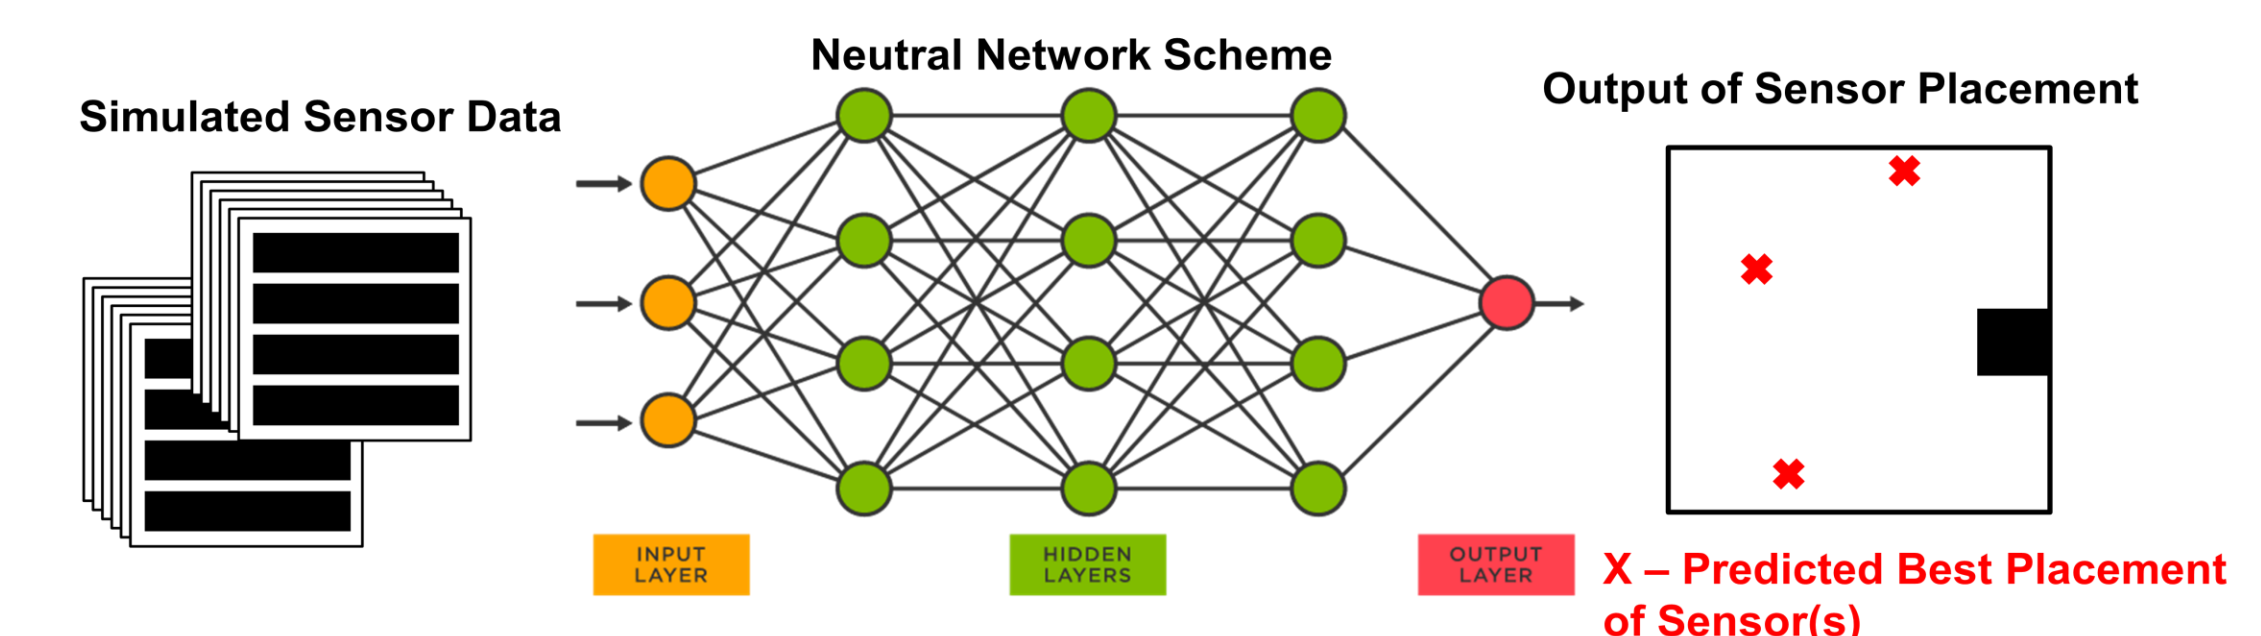 Simulated Sensor Data
Neutral Network Scheme
Output of Sensor Placement
INPUT
LAYER
HIDDEN
LAYERS
OUTPUT
LAYER
X – Predicted Best Placement
of Sensor(s)